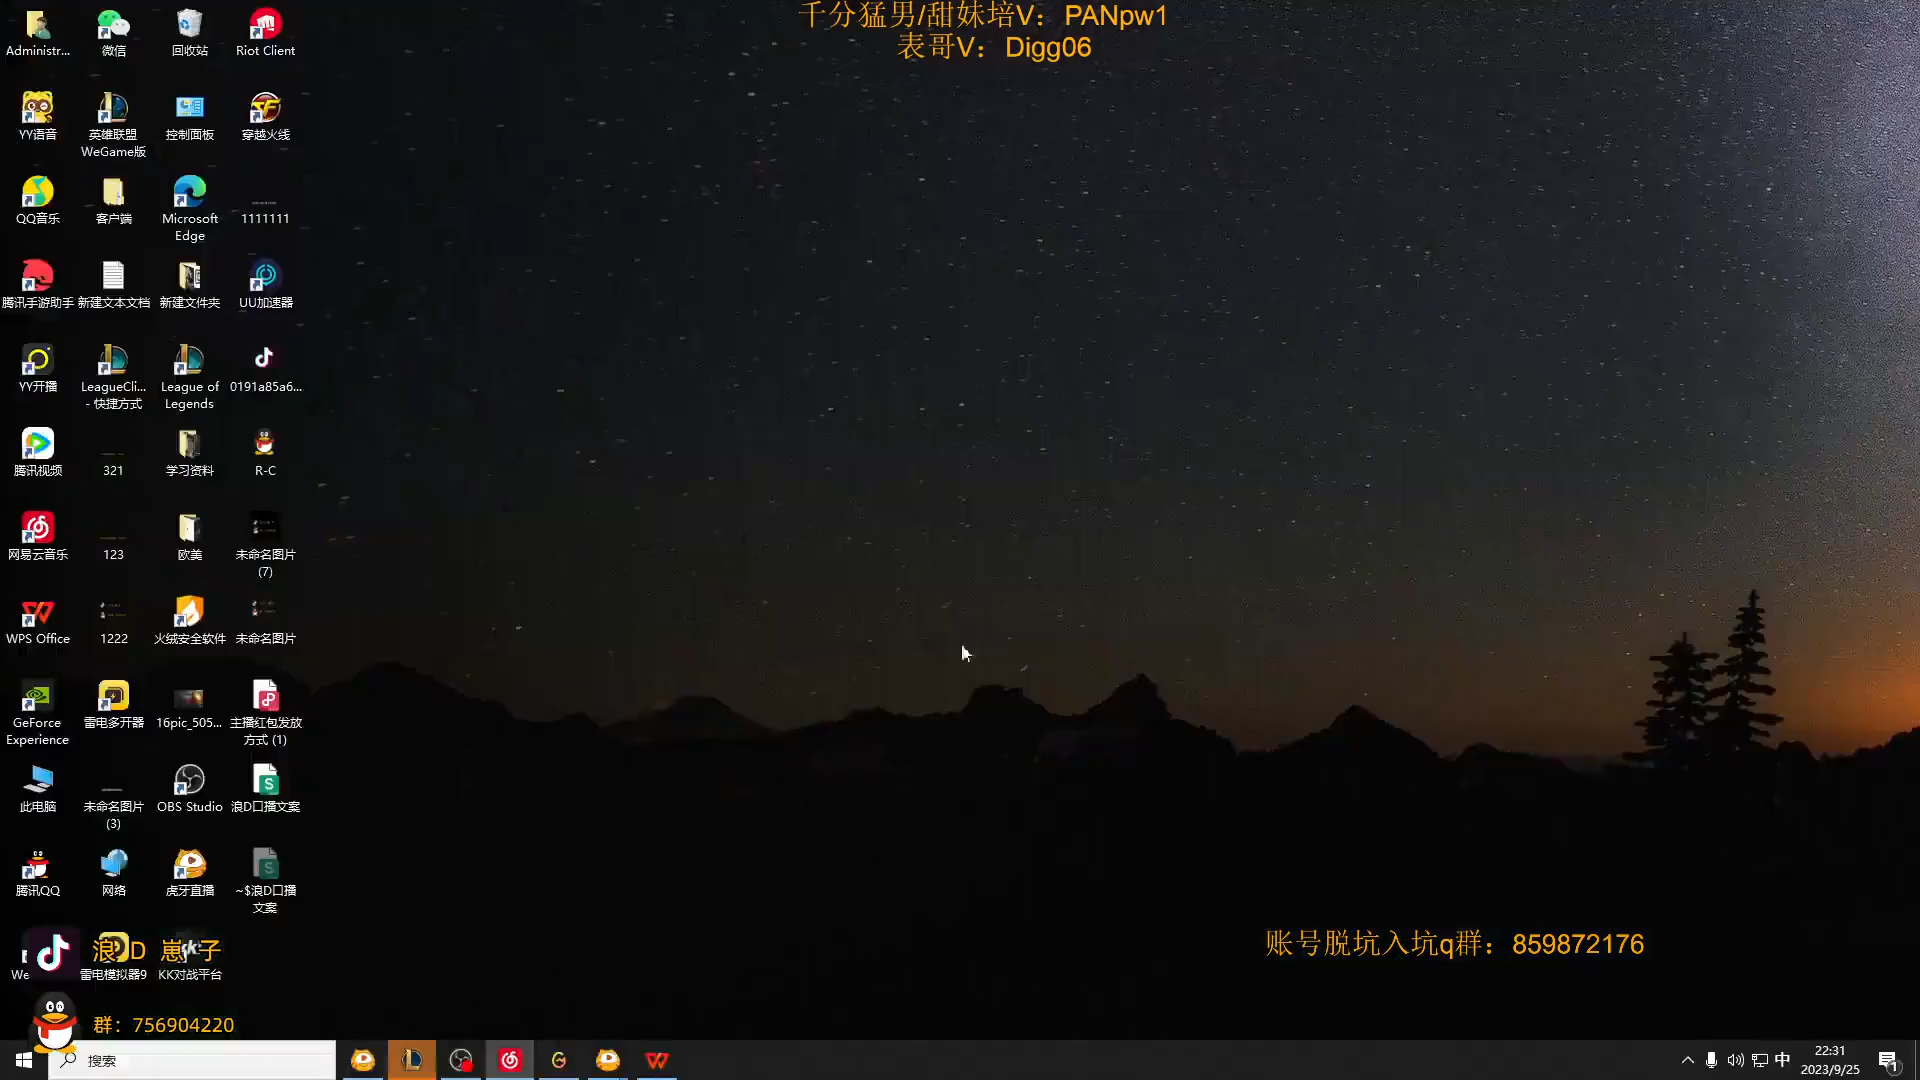 千分猛男/甜妹培V：PANpw1
表哥V：Digg06
Administr...
微信
回收站
Riot Client
YY语音
英雄联盟
WeGame版
控制面板
穿越火线
QQ音乐
客户端
Microsoft
Edge
1111111
腾讯手游助手
新建文本文档
新建文件夹
UU加速器
YY开播
LeagueCli...
- 快捷方式
League of
Legends
0191a85a6...
腾讯视频
321
学习资料
R-C
网易云音乐
123
欧美
未命名图片
(7)
WPS Office
1222
火绒安全软件
未命名图片
GeForce
Experience
雷电多开器
16pic_505...
主播红包发放
方式 (1)
此电脑
未命名图片
(3)
OBS Studio
浪D口播文案
腾讯QQ
网络
虎牙直播
~$浪D口播
文案
浪D 崽子
We
雷电模拟器9
KK对战平台
账号脱坑入坑q群：859872176
群：756904220
搜索
中
22:31
2023/9/25
1